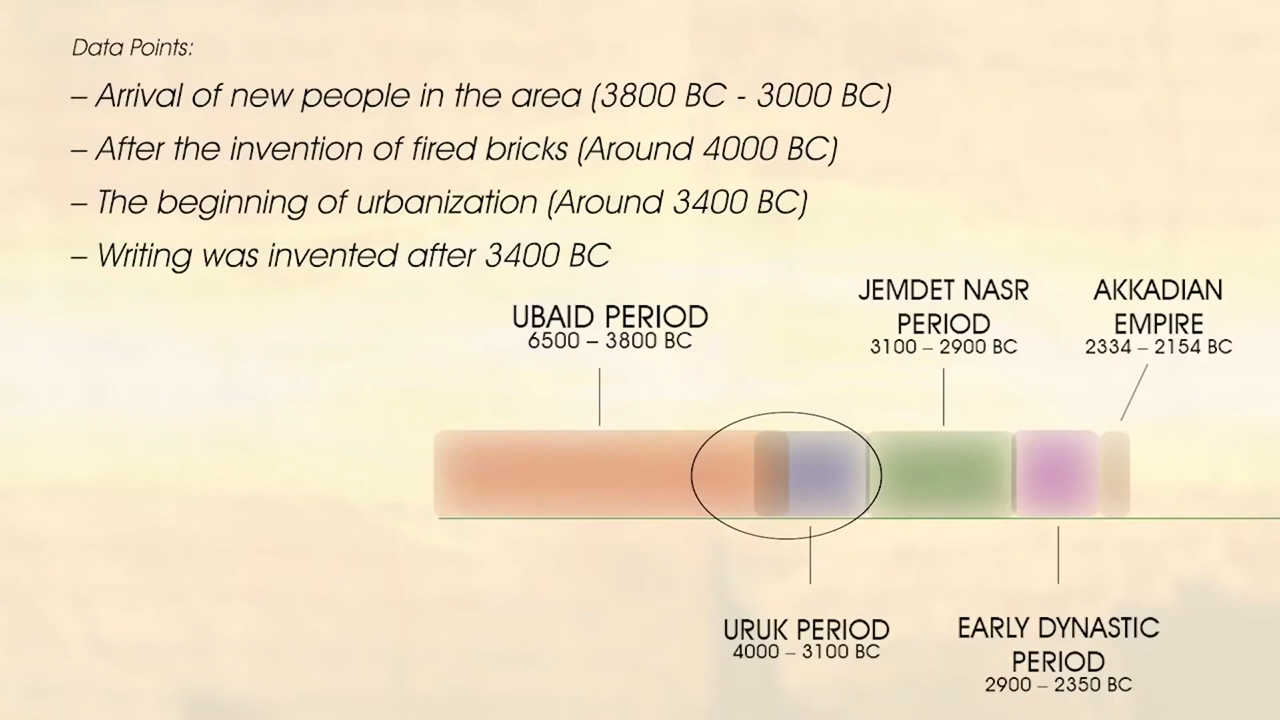 Data Points:
– Arrival of new people in the area (3800 BC - 3000 BC)
– After the invention of fired bricks (Around 4000 BC)
– The beginning of urbanization (Around 3400 BC)
– Writing was invented after 3400 BC
UBAID PERIOD
6500 – 3800 BC
JEMDET NASR
PERIOD
3100 – 2900 BC
AKKADIAN
EMPIRE
2334 – 2154 BC
URUK PERIOD
4000 – 3100 BC
EARLY DYNASTIC
PERIOD
2900 – 2350 BC